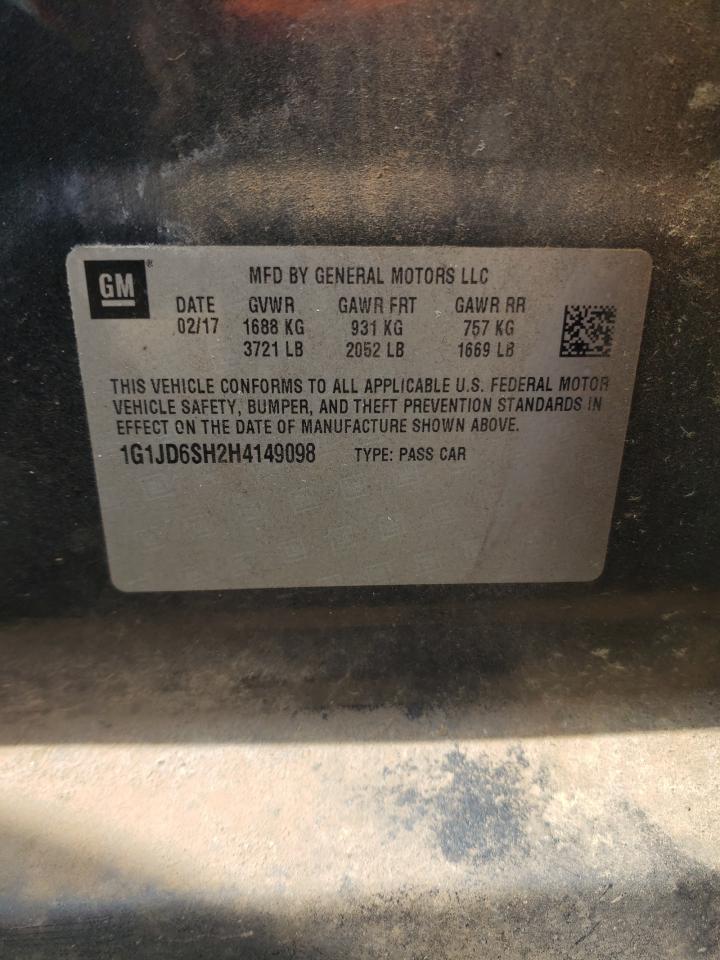 GM® MFD BY GENERAL MOTORS LLC
DATE GVWR GAWR FRT GAWR RR
02/17 1688 KG 931 KG 757 KG
3721 LB 2052 LB 1669 LB
THIS VEHICLE CONFORMS TO ALL APPLICABLE U.S. FEDERAL MOTOR
VEHICLE SAFETY, BUMPER, AND THEFT PREVENTION STANDARDS IN
EFFECT ON THE DATE OF MANUFACTURE SHOWN ABOVE.
1G1JD6SH2H4149098 TYPE: PASS CAR